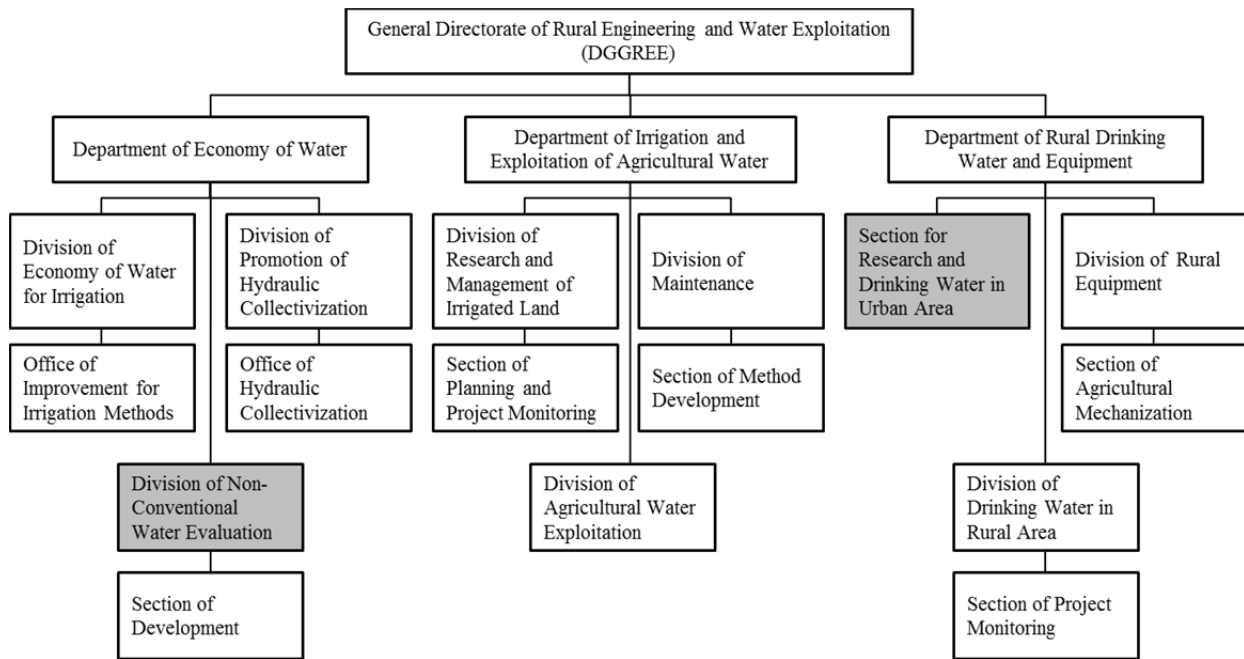 General Directorate of Rural Engineering and Water Exploitation
(DGGREE)
Department of Economy of Water
Department of Irrigation and
Exploitation of Agricultural Water
Department of Rural Drinking
Water and Equipment
Division of
Economy of Water
for Irrigation
Division of
Promotion of
Hydraulic
Collectivization
Division of
Research and
Management of
Irrigated Land
Division of
Maintenance
Section for
Research and
Drinking Water in
Urban Area
Division of Rural
Equipment
Office of
Improvement for
Irrigation Methods
Office of
Hydraulic
Collectivization
Section of
Planning and
Project Monitoring
Section of Method
Development
Section of
Agricultural
Mechanization
Division of Non-
Conventional
Water Evaluation
Division of
Agricultural Water
Exploitation
Division of
Drinking Water in
Rural Area
Section of
Development
Section of Project
Monitoring